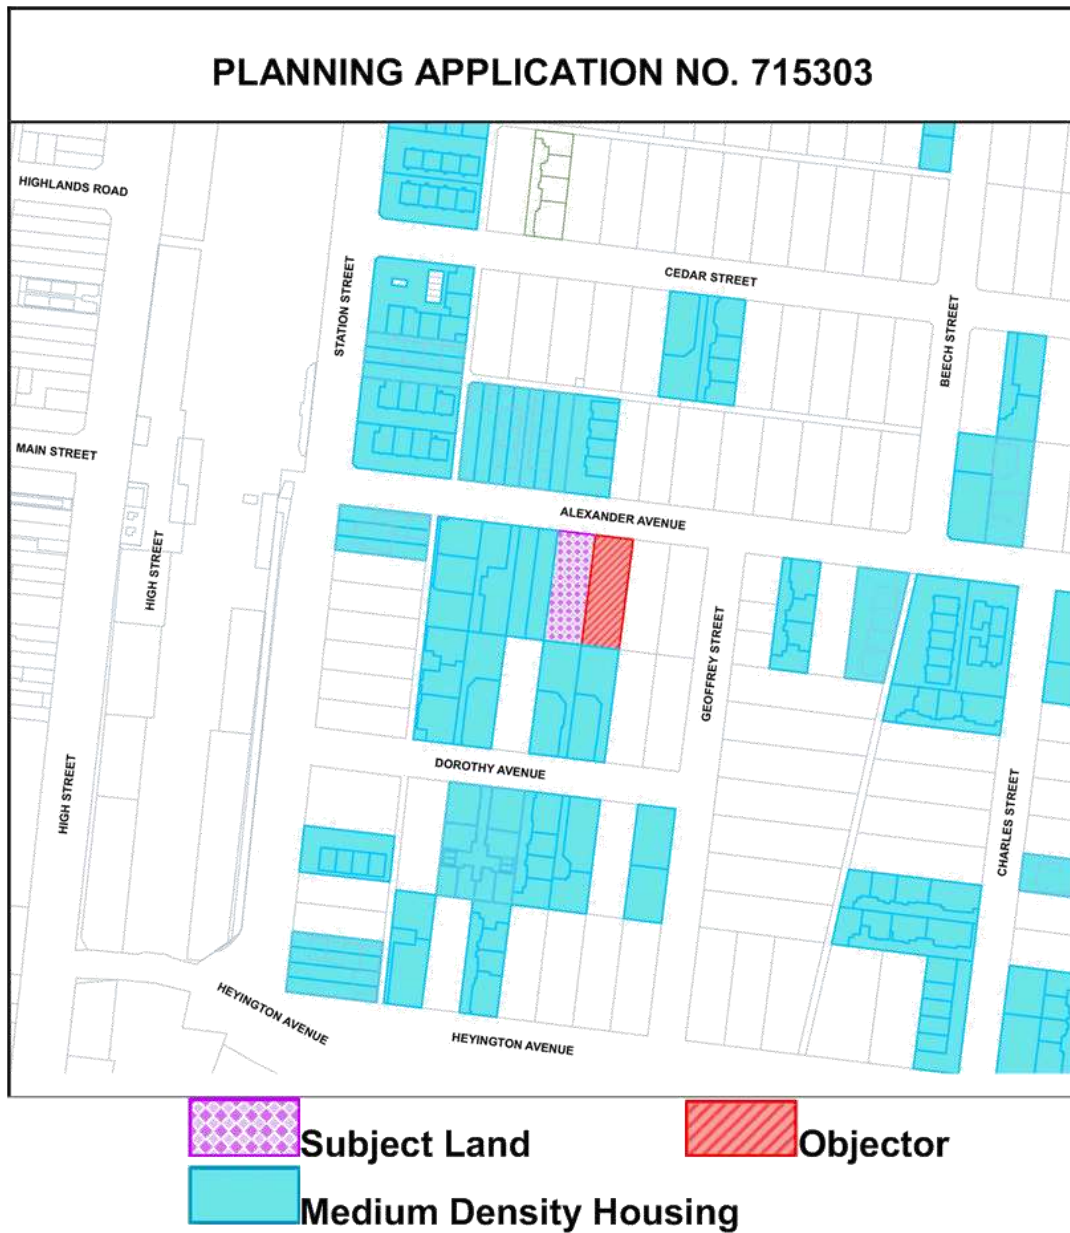 PLANNING APPLICATION NO. 715303
HIGHLANDS ROAD
CEDAR STREET
STATION STREET
BEECH STREET
MAIN STREET
ALEXANDER AVENUE
HIGH STREET
GEOFFREY STREET
DOROTHY AVENUE
HIGH STREET
CHARLES STREET
HEYINGTON AVENUE
HEYINGTON AVENUE
Subject Land
Objector
Medium Density Housing